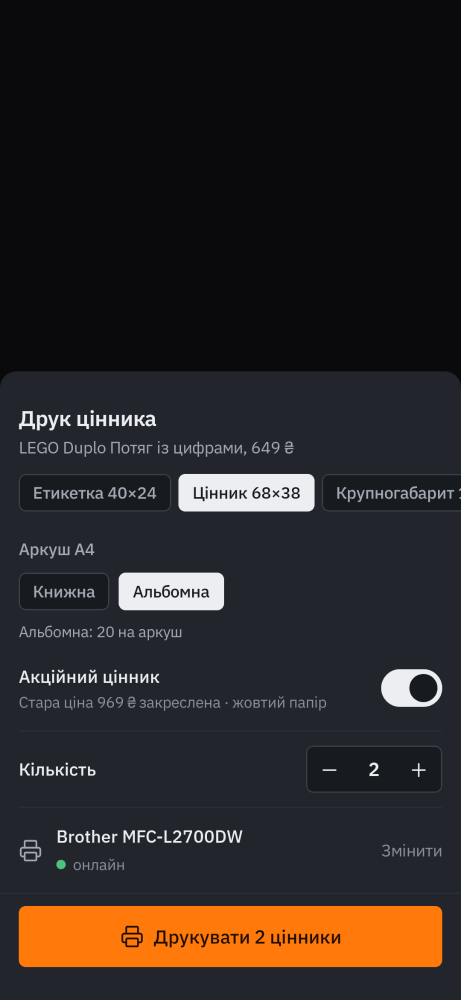 Друк цінника
LEGO Duplo Потяг із цифрами, 649 ₴
Етикетка 40×24
Цінник 68×38
Крупногабарит
Аркуш А4
Книжна
Альбомна
Альбомна: 20 на аркуш
Акційний цінник
Стара ціна 969 ₴ закреслена · жовтий папір
Кількість
− 2 +
Brother MFC-L2700DW
онлайн
Змінити
Друкувати 2 цінники